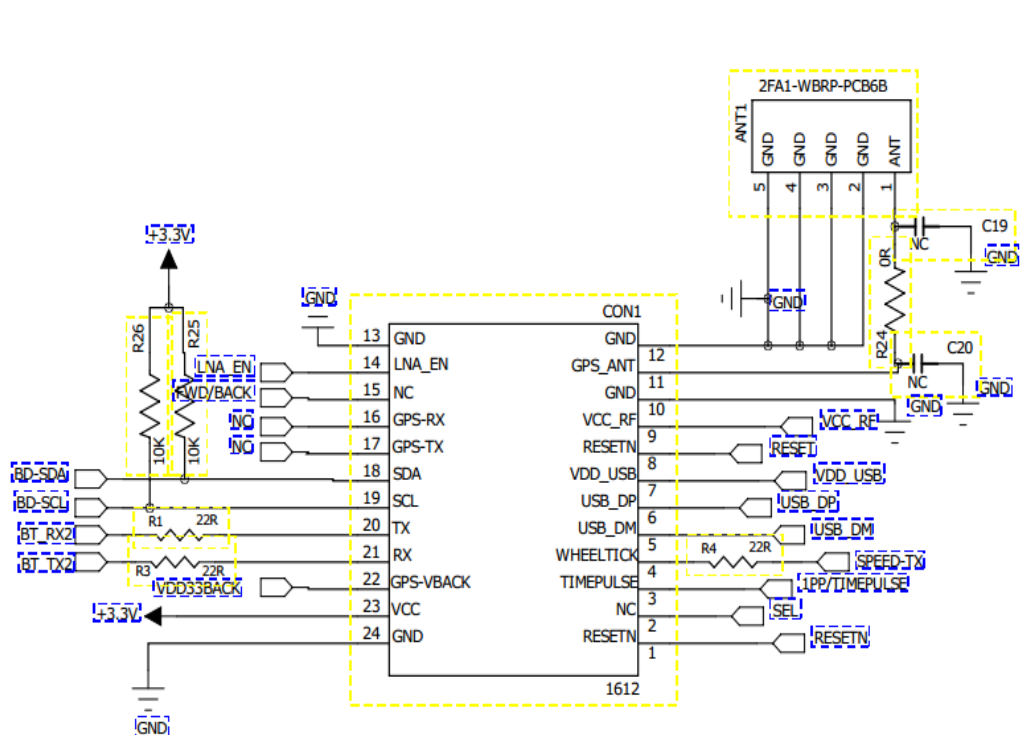 2FA1-WBRP-PCB6B
ANT1
GND
GND
GND
GND
ANT
5
4
3
2
1
C19
NC
GND
0R
R24
C20
NC
GND
GND
GND
+3.3V
R26
R25
10K
10K
GND
CON1
13 GND
GND 12
LNA_EN 14 LNA_EN
GPS_ANT 11
FWD/BACK 15 NC
GND 10
NC 16 GPS-RX
VCC_RF 9 VCC_RF
NC 17 GPS-TX
RESETN 8 RESET
BD-SDA 18 SDA
VDD_USB 7 VDD_USB
BD-SCL 19 SCL
USB_DP 6 USB_DP
BT_RX2 R1 22R 20 TX
USB_DM 5 USB_DM
BT_TX2 R3 22R 21 RX
WHEELTICK 4 R4 22R SPEED-TX
VDD33BACK 22 GPS-VBACK
TIMEPULSE 3 1PP/TIMEPULSE
+3.3V 23 VCC
NC 2 SEL
24 GND
RESETN 1 RESETN
1612
GND